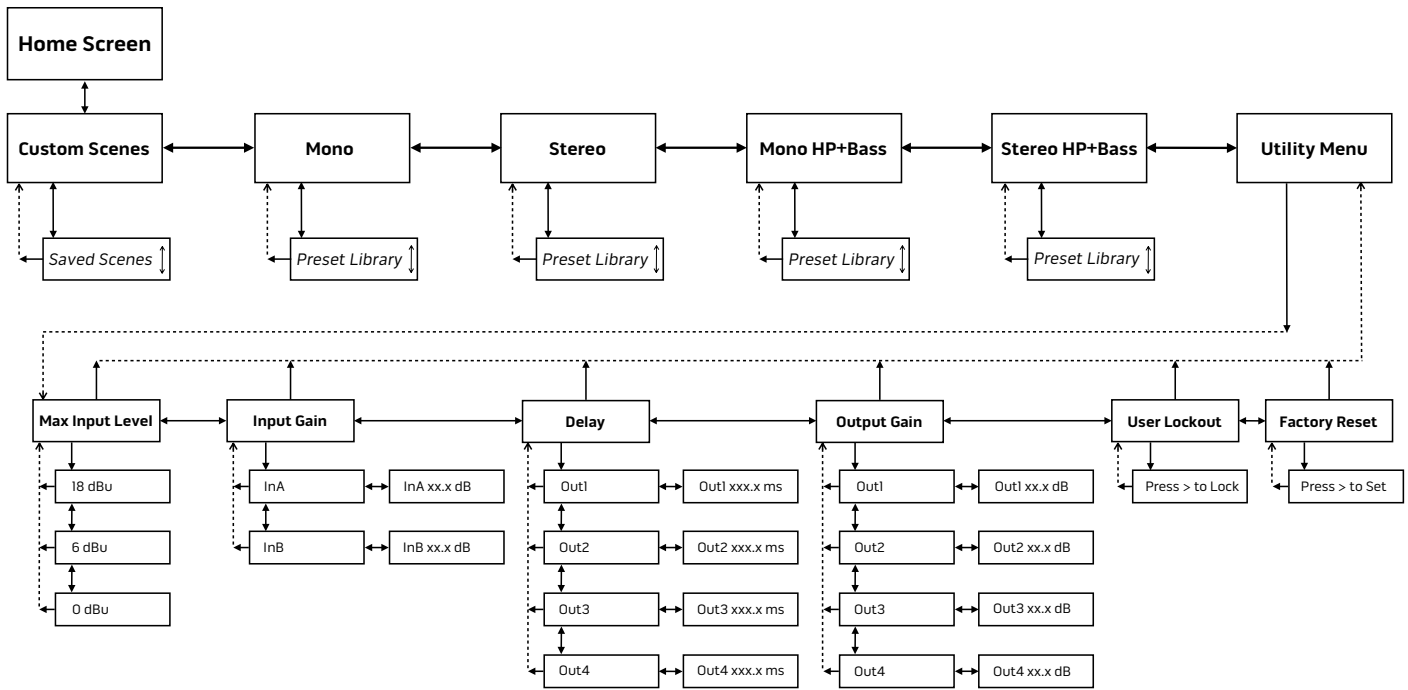 Home Screen
Custom Scenes
Mono
Stereo
Mono HP+Bass
Stereo HP+Bass
Utility Menu
Saved Scenes
Preset Library
Preset Library
Preset Library
Preset Library
Max Input Level
Input Gain
Delay
Output Gain
User Lockout
Factory Reset
18 dBu
InA
InA xx.x dB
Out1
Out1 xxx.x ms
Out1
Out1 xx.x dB
Press > to Lock
Press > to Set
6 dBu
InB
InB xx.x dB
Out2
Out2 xxx.x ms
Out2
Out2 xx.x dB
0 dBu
Out3
Out3 xxx.x ms
Out3
Out3 xx.x dB
Out4
Out4 xxx.x ms
Out4
Out4 xx.x dB